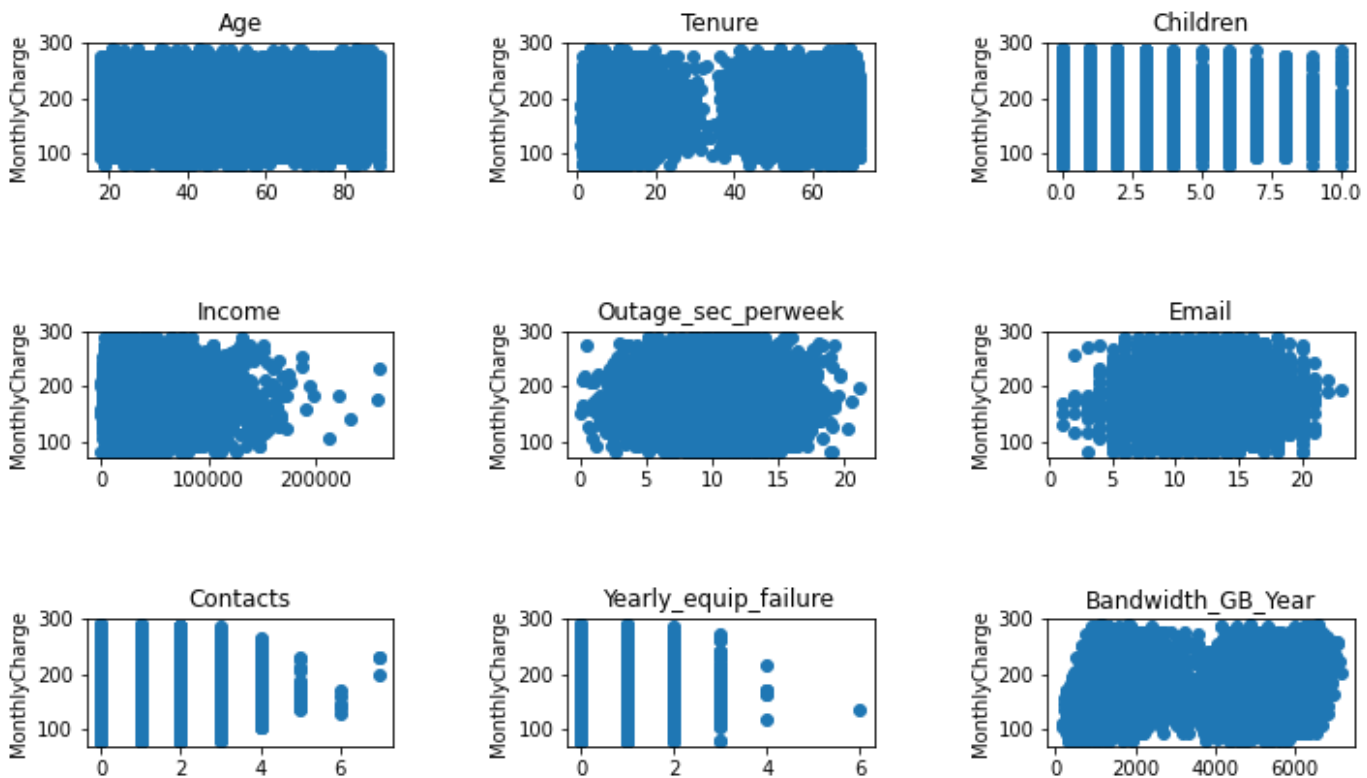 Age
MonthlyCharge
300
200
100
20 40 60 80
Tenure
MonthlyCharge
300
200
100
0 20 40 60
Children
MonthlyCharge
300
200
100
0.0 2.5 5.0 7.5 10.0
Income
MonthlyCharge
300
200
100
0 100000 200000
Outage_sec_perweek
MonthlyCharge
300
200
100
0 5 10 15 20
Email
MonthlyCharge
300
200
100
0 5 10 15 20
Contacts
MonthlyCharge
300
200
100
0 2 4 6
Yearly_equip_failure
MonthlyCharge
300
200
100
0 2 4 6
Bandwidth_GB_Year
MonthlyCharge
300
200
100
0 2000 4000 6000